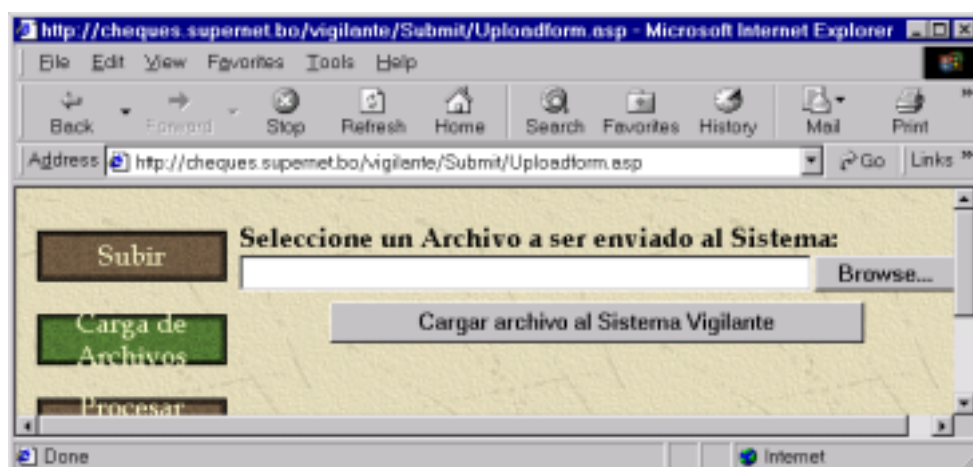 http://cheques.supernet.bo/vigilante/Submit/Uploadform.asp - Microsoft Internet Explorer
File Edit View Favorites Tools Help
Back Forward Stop Refresh Home Search Favorites History Mail Print
Address http://cheques.supernet.bo/vigilante/Submit/Uploadform.asp Go Links
Subir
Seleccione un Archivo a ser enviado al Sistema:
Browse...
Cargar archivo al Sistema Vigilante
Carga de
Archivos
Procesar
Done Internet